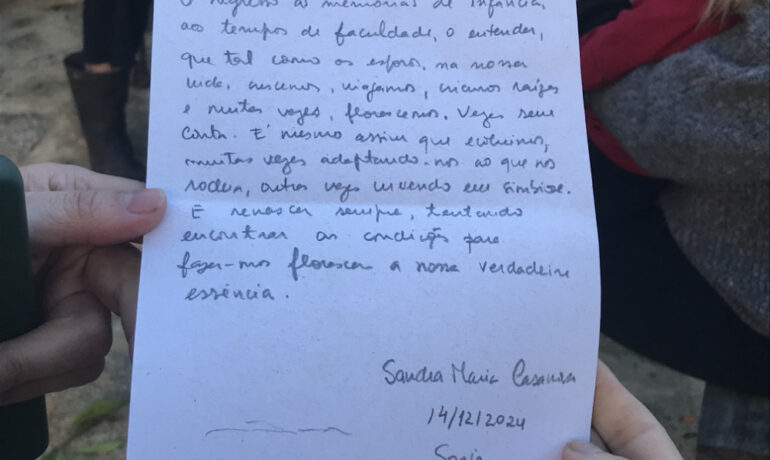 O regresso às memórias de infância,
aos tempos de faculdade, o entender,
que tal como os esporos, na nossa
vida, crescemos, viajamos, criamos raízes
e muitas vezes, florescemos. Vezes sem
conta. É mesmo assim que evoluimos,
muitas vezes adaptando-nos ao que nos
rodeia, outras vezes vivendo em simbiose.
É renascer sempre, tentando
encontrar as condições para
fazer-nos florescer a nossa verdadeira
essência.
Sandra Maria Casanova
14/12/2024